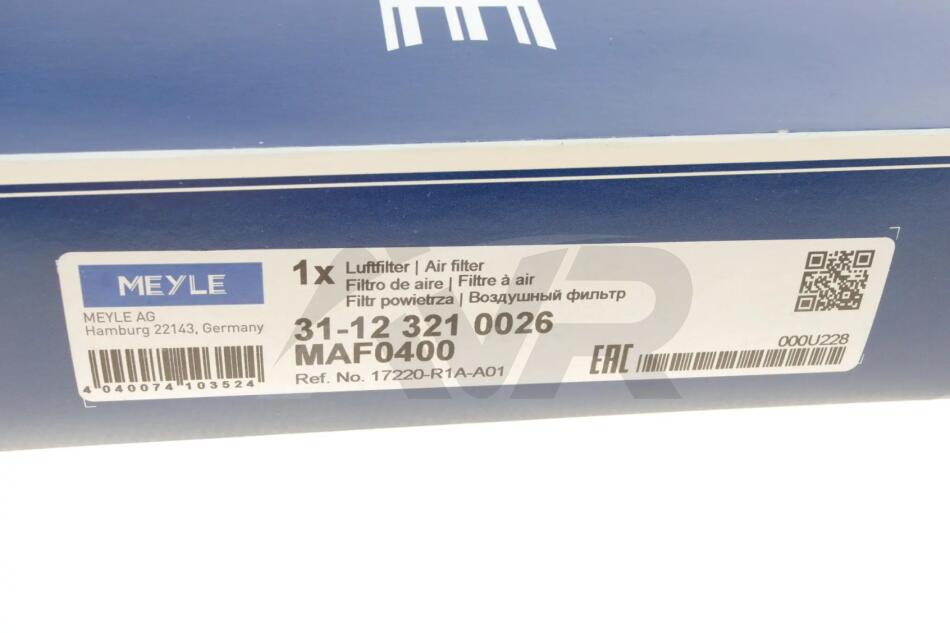 E
MEYLE
MEYLE AG
Hamburg 22143, Germany
4 040074 103524
1x
Luftfilter | Air filter
Filtro de aire | Filtre à air
Filtr powietrza | Воздушный фильтр
31-12 321 0026
MAF0400
Ref. No. 17220-R1A-A01
EAC
000U228
AVR